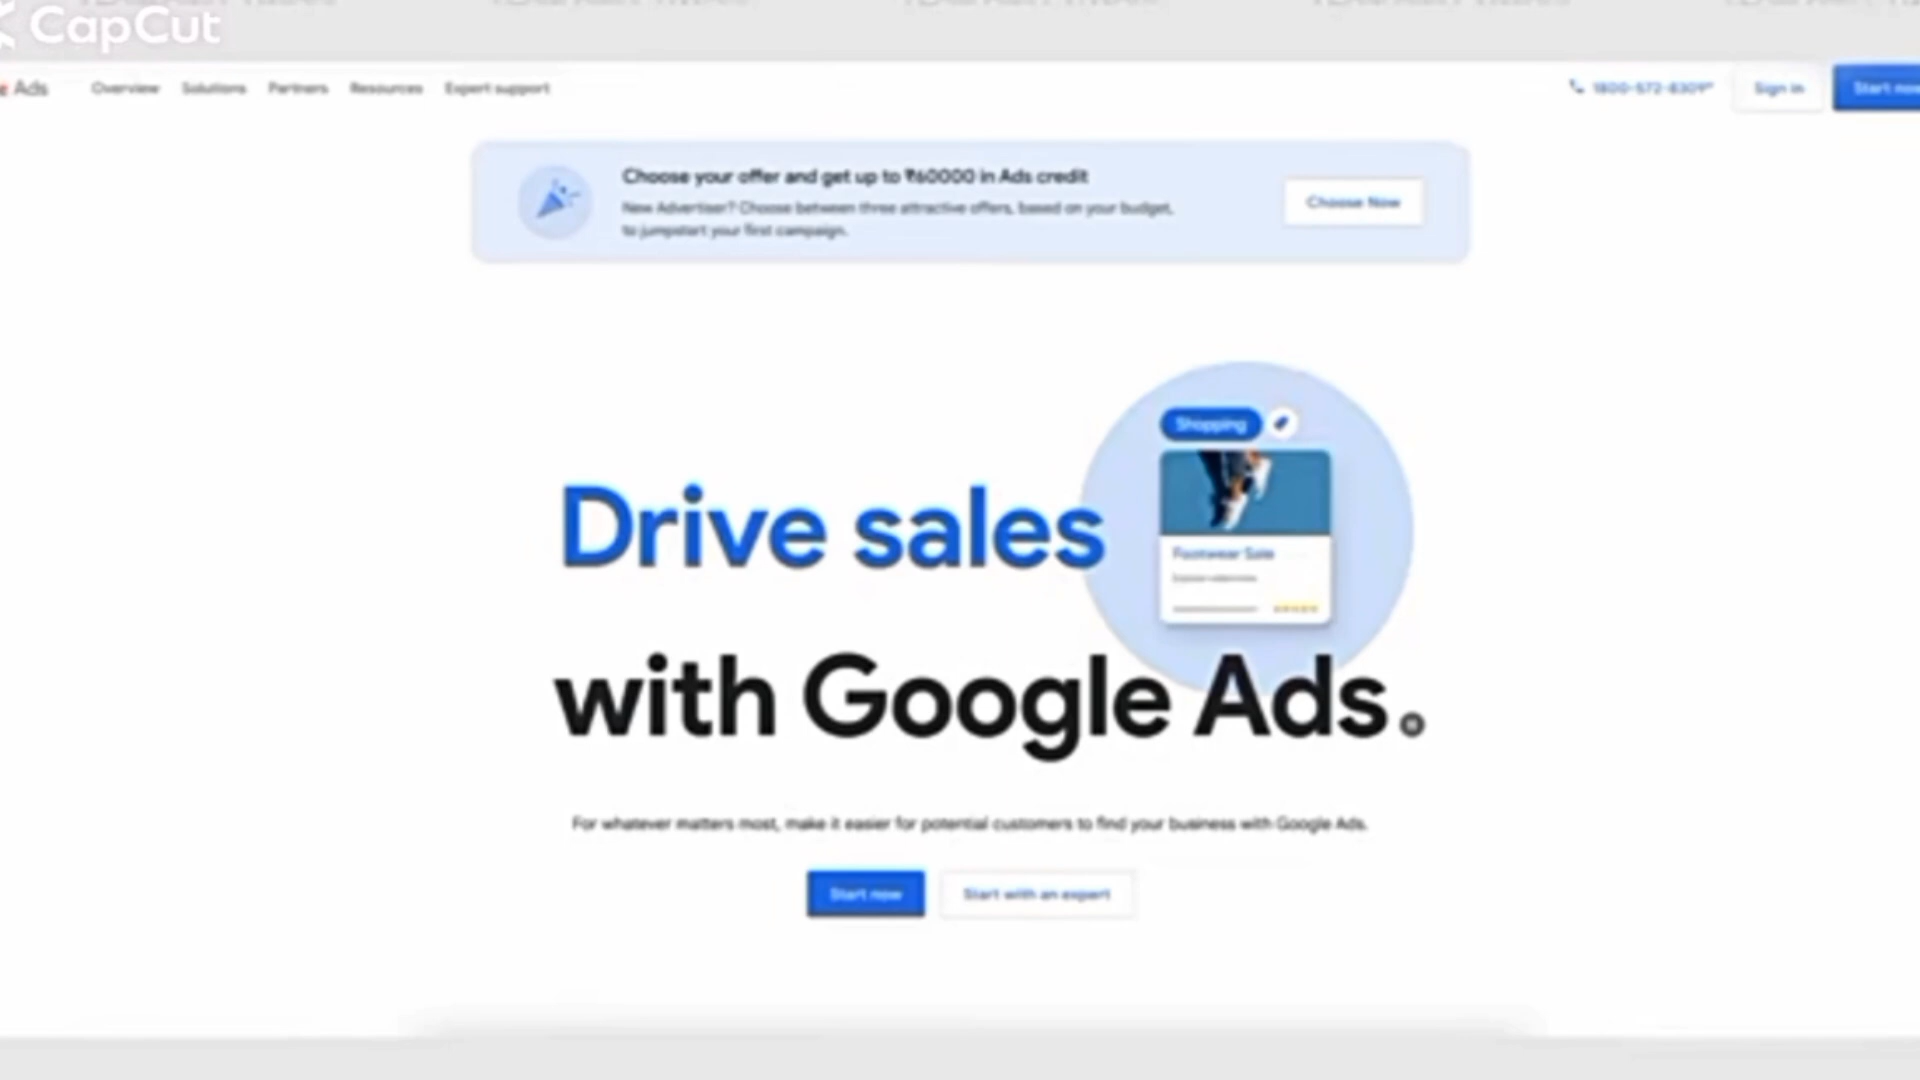 CapCut
Ads
Overview Solutions Partners Resources Expert support
Sign in Start now
Choose your offer and get up to ₹60000 in Ads credit
New Advertiser? Choose between three attractive offers, based on your budget,
to jumpstart your first campaign.
Choose Now
Shopping
Drive sales
Footwear Sale
with Google Ads.
For whatever matters most, make it easier for potential customers to find your business with Google Ads.
Start now Start with an expert